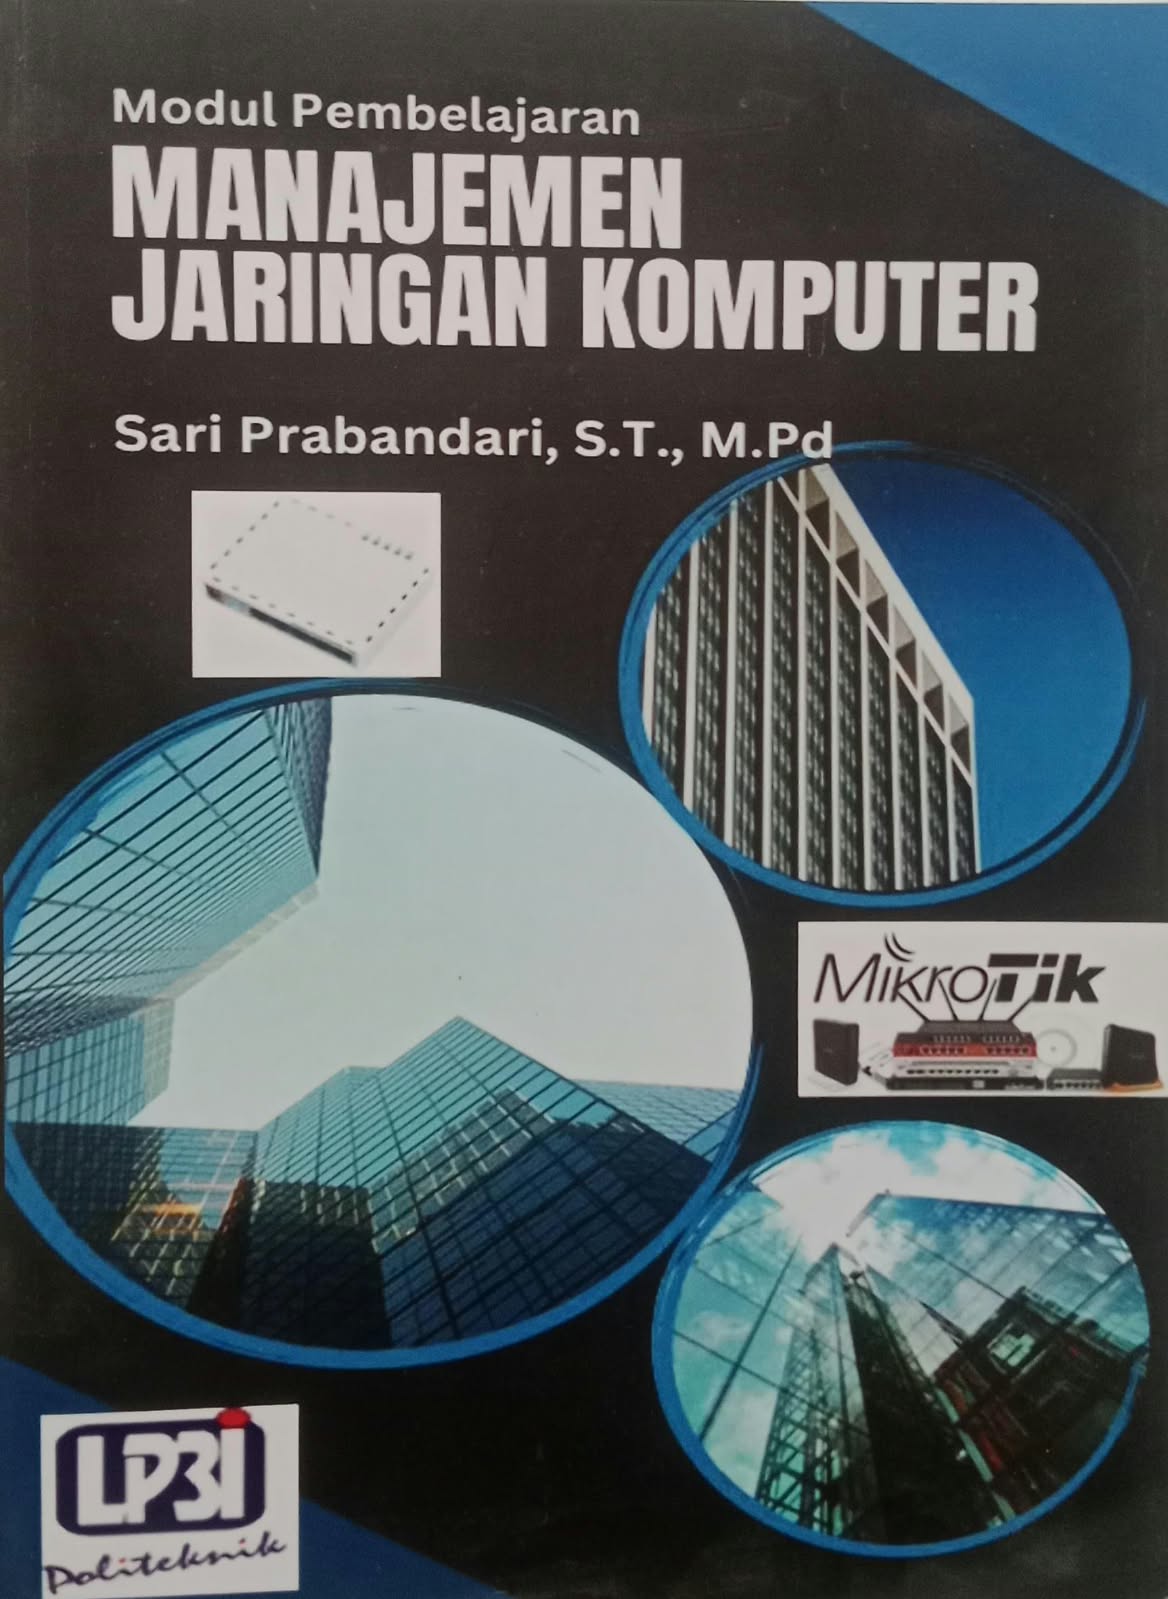 Modul Pembelajaran
MANAJEMEN
JARINGAN KOMPUTER
Sari Prabandari, S.T., M.Pd
MikroTik
LP3I
Politeknik